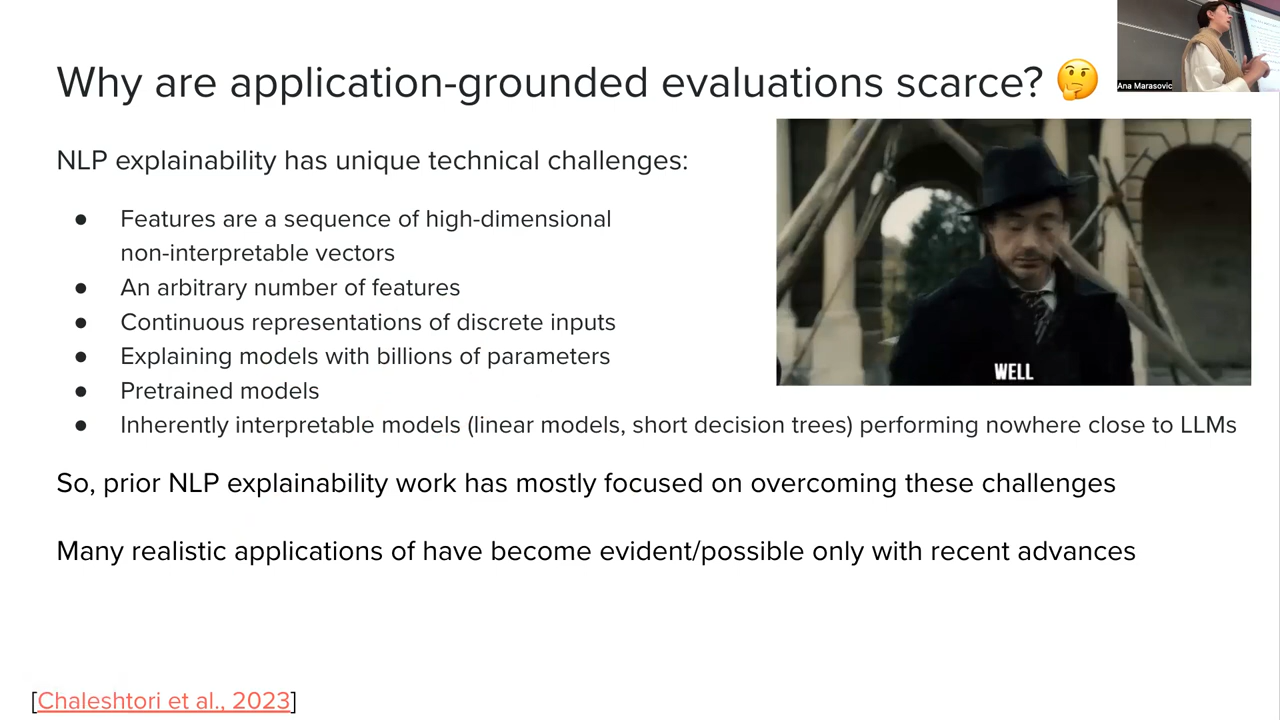 Why are application-grounded evaluations scarce? 🤔
Ana Marasovic
NLP explainability has unique technical challenges:
● Features are a sequence of high-dimensional
non-interpretable vectors
● An arbitrary number of features
● Continuous representations of discrete inputs
● Explaining models with billions of parameters
● Pretrained models
● Inherently interpretable models (linear models, short decision trees) performing nowhere close to LLMs
WELL
So, prior NLP explainability work has mostly focused on overcoming these challenges
Many realistic applications of have become evident/possible only with recent advances
[Chaleshtori et al., 2023]